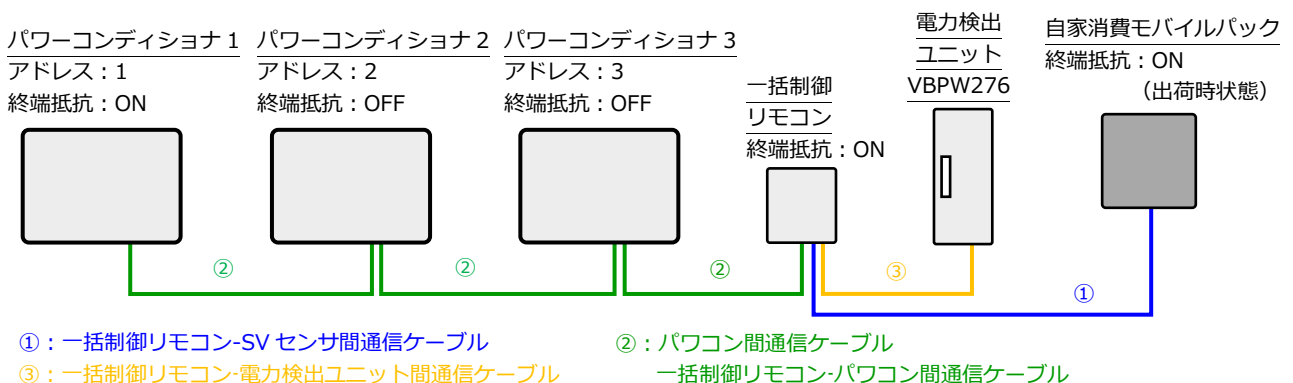 パワーコンディショナ 1
アドレス：1
終端抵抗：ON
パワーコンディショナ 2
アドレス：2
終端抵抗：OFF
パワーコンディショナ 3
アドレス：3
終端抵抗：OFF
一括制御
リモコン
終端抵抗：ON
電力検出
ユニット
VBPW276
自家消費モバイルパック
終端抵抗：ON
（出荷時状態）
②
②
②
③
①
①：一括制御リモコン-SV センサ間通信ケーブル
②：パワコン間通信ケーブル
一括制御リモコン-パワコン間通信ケーブル
③：一括制御リモコン-電力検出ユニット間通信ケーブル